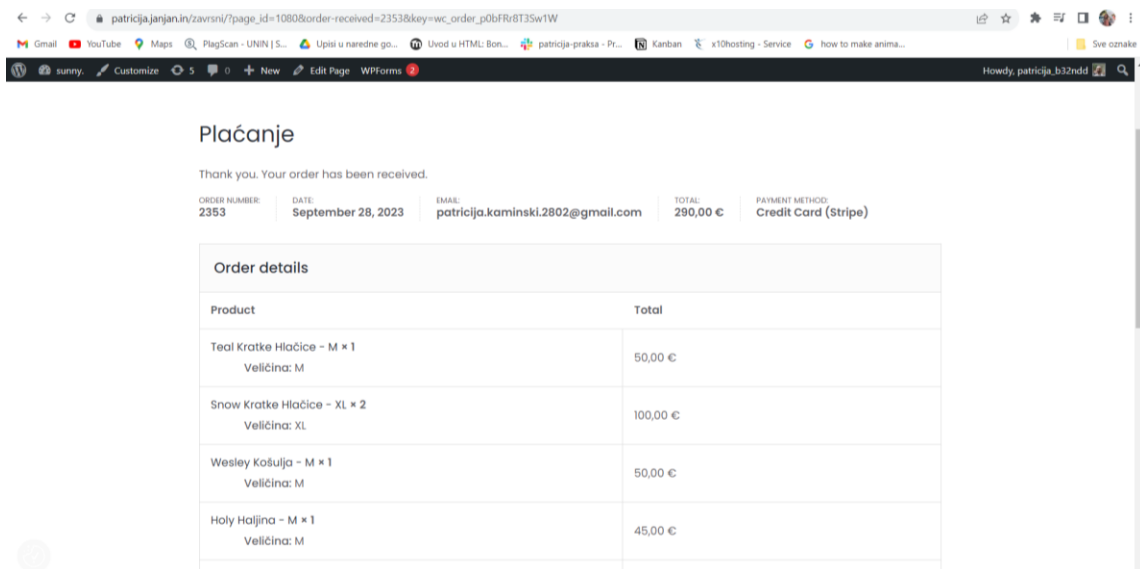 patricija.janjan.in/zavrsni/?page_id=1080&order-received=2353&key=wc_order_p0bFRr8T3Sw1W
Gmail YouTube Maps PlagScan - UNIN | S... Upisi u naredne go... Uvod u HTML: Bon... patricija-praksa - Pr... Kanban x10hosting - Service how to make anima... Sve oznake
sunny. Customize 5 0 + New Edit Page WPForms 2 Howdy, patricija_b32ndd
Plaćanje
Thank you. Your order has been received.
ORDER NUMBER: DATE: EMAIL: TOTAL: PAYMENT METHOD:
2353 September 28, 2023 patricija.kaminski.2802@gmail.com 290,00 € Credit Card (Stripe)
Order details
Product Total
Teal Kratke Hlačice - M × 1
Veličina: M
50,00 €
Snow Kratke Hlačice - XL × 2
Veličina: XL
100,00 €
Wesley Košulja - M × 1
Veličina: M
50,00 €
Holy Haljina - M × 1
Veličina: M
45,00 €